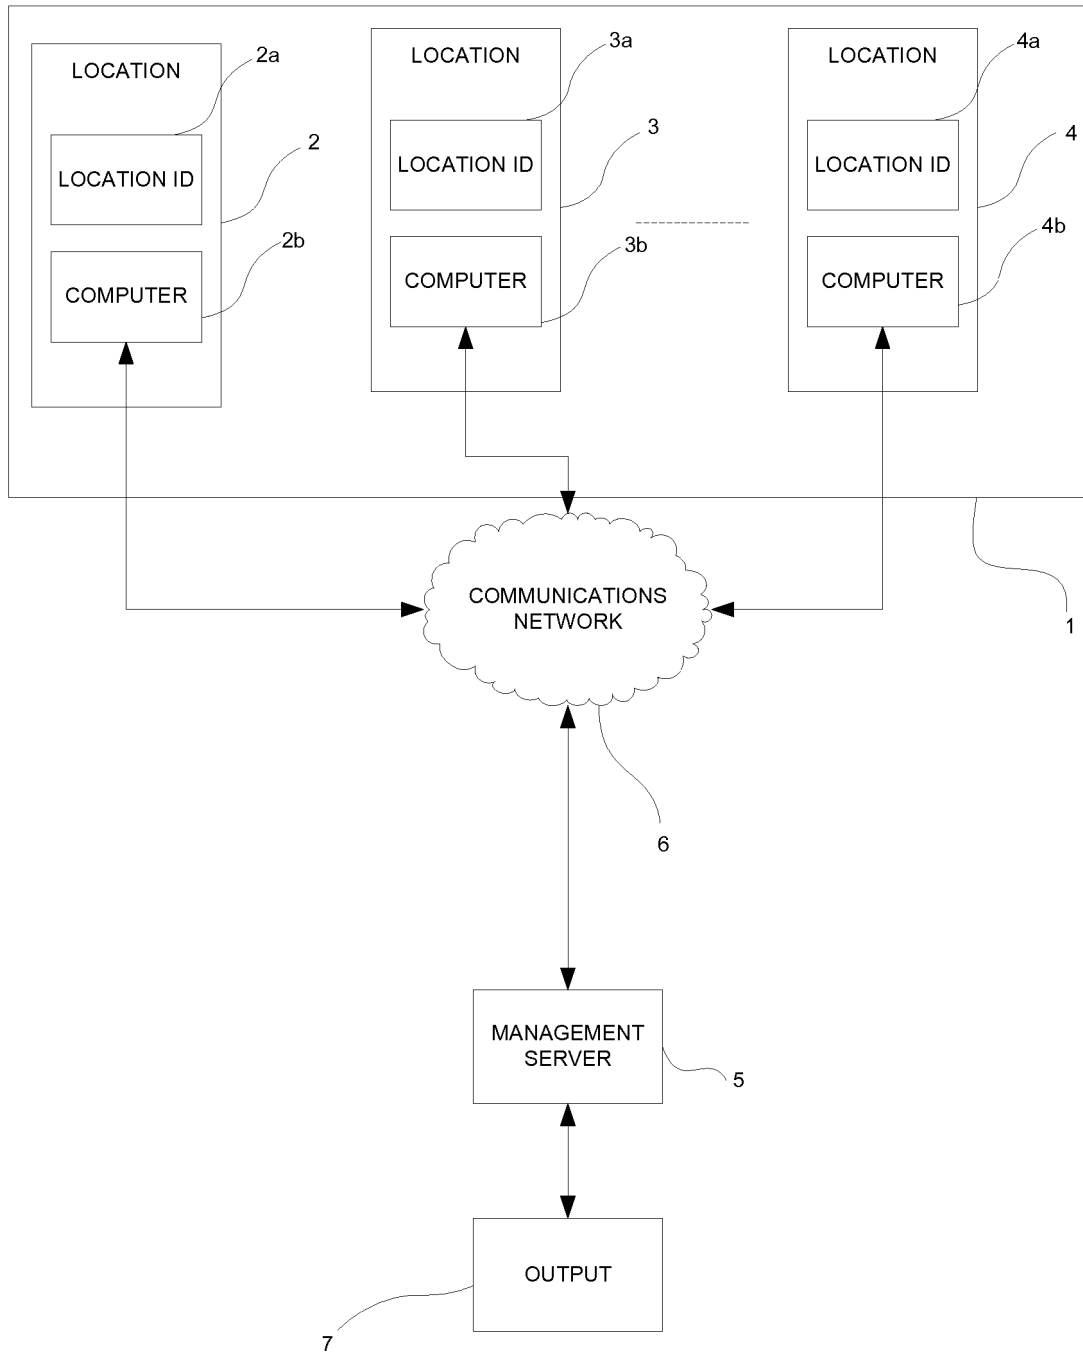 LOCATION
2a
LOCATION ID
2
2b
COMPUTER
LOCATION
3a
LOCATION ID
3
3b
COMPUTER
LOCATION
4a
LOCATION ID
4
4b
COMPUTER
COMMUNICATIONS
NETWORK
1
6
MANAGEMENT
SERVER
5
OUTPUT
7